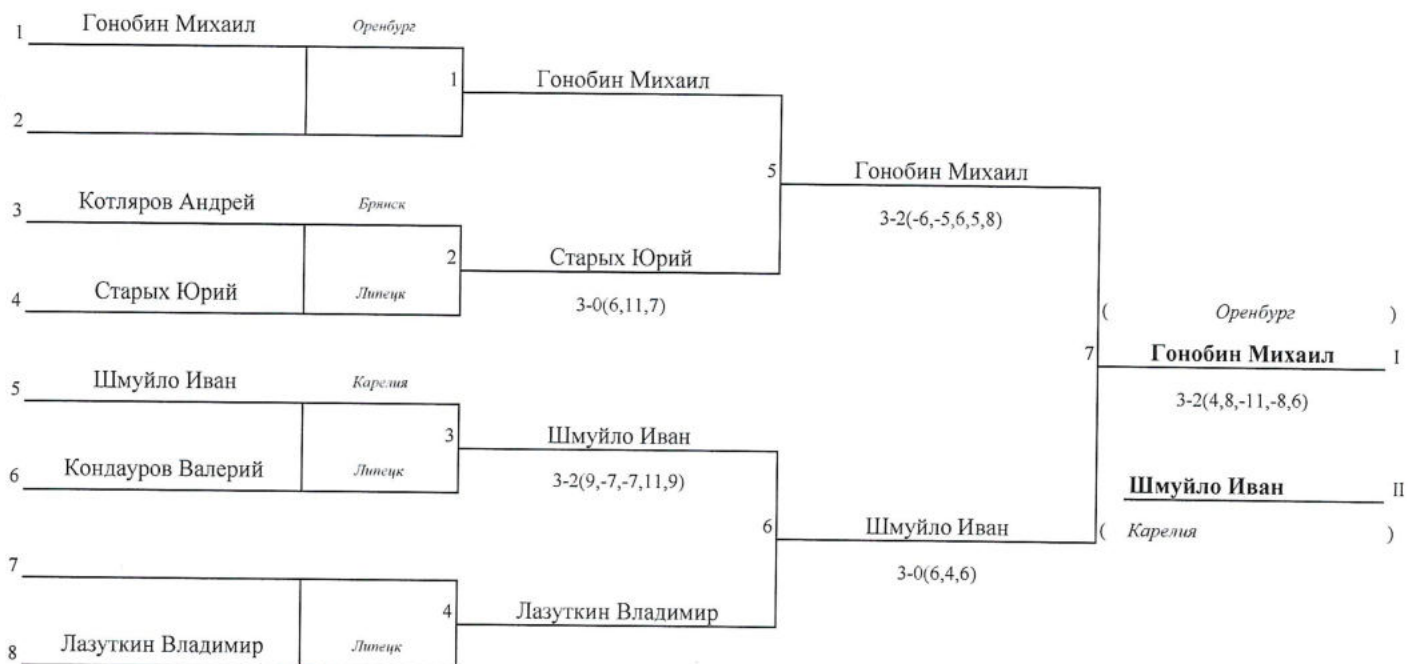 1 Гонобин Михаил Оренбург
1 Гонобин Михаил
2
5 Гонобин Михаил
3-2(-6,-5,6,5,8)
3 Котляров Андрей Брянск
2 Старых Юрий
3-0(6,11,7)
4 Старых Юрий Липецк
( Оренбург )
7 Гонобин Михаил I
3-2(4,8,-11,-8,6)
5 Шмуйло Иван Карелия
3 Шмуйло Иван
3-2(9,-7,-7,11,9)
6 Кондауров Валерий Липецк
Шмуйло Иван II
( Карелия )
6 Шмуйло Иван
3-0(6,4,6)
7
4 Лазуткин Владимир
8 Лазуткин Владимир Липецк